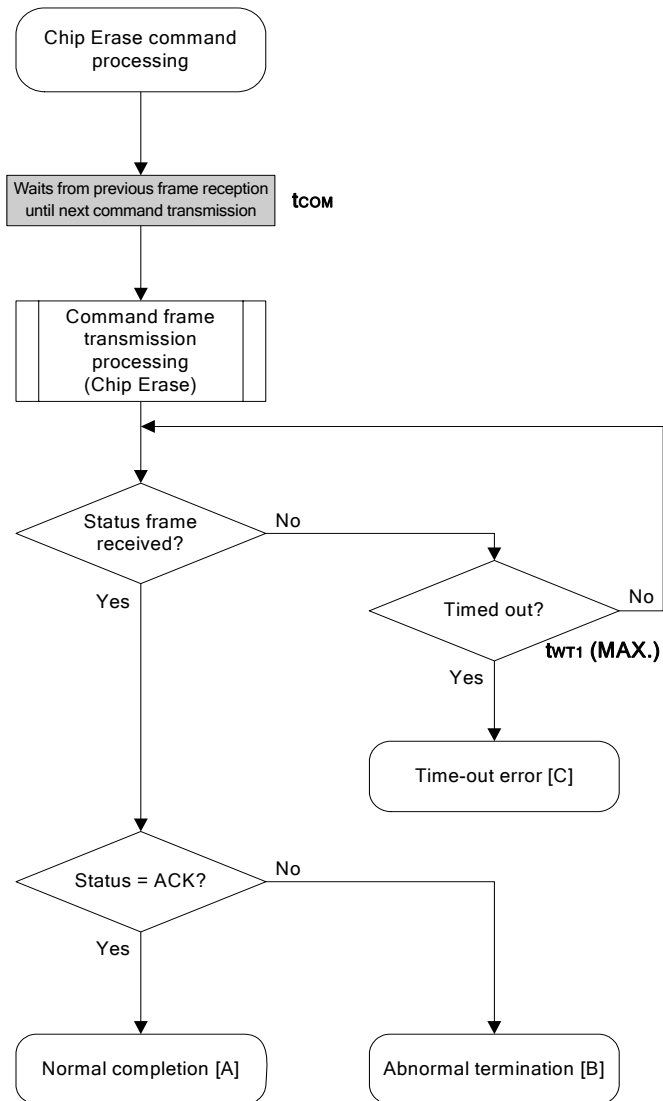 Chip Erase command
processing
Waits from previous frame reception
until next command transmission
tCOM
Command frame
transmission
processing
(Chip Erase)
Status frame
received?
No
Yes
Timed out?
No
tWT1 (MAX.)
Yes
Time-out error [C]
Status = ACK?
No
Yes
Normal completion [A]
Abnormal termination [B]